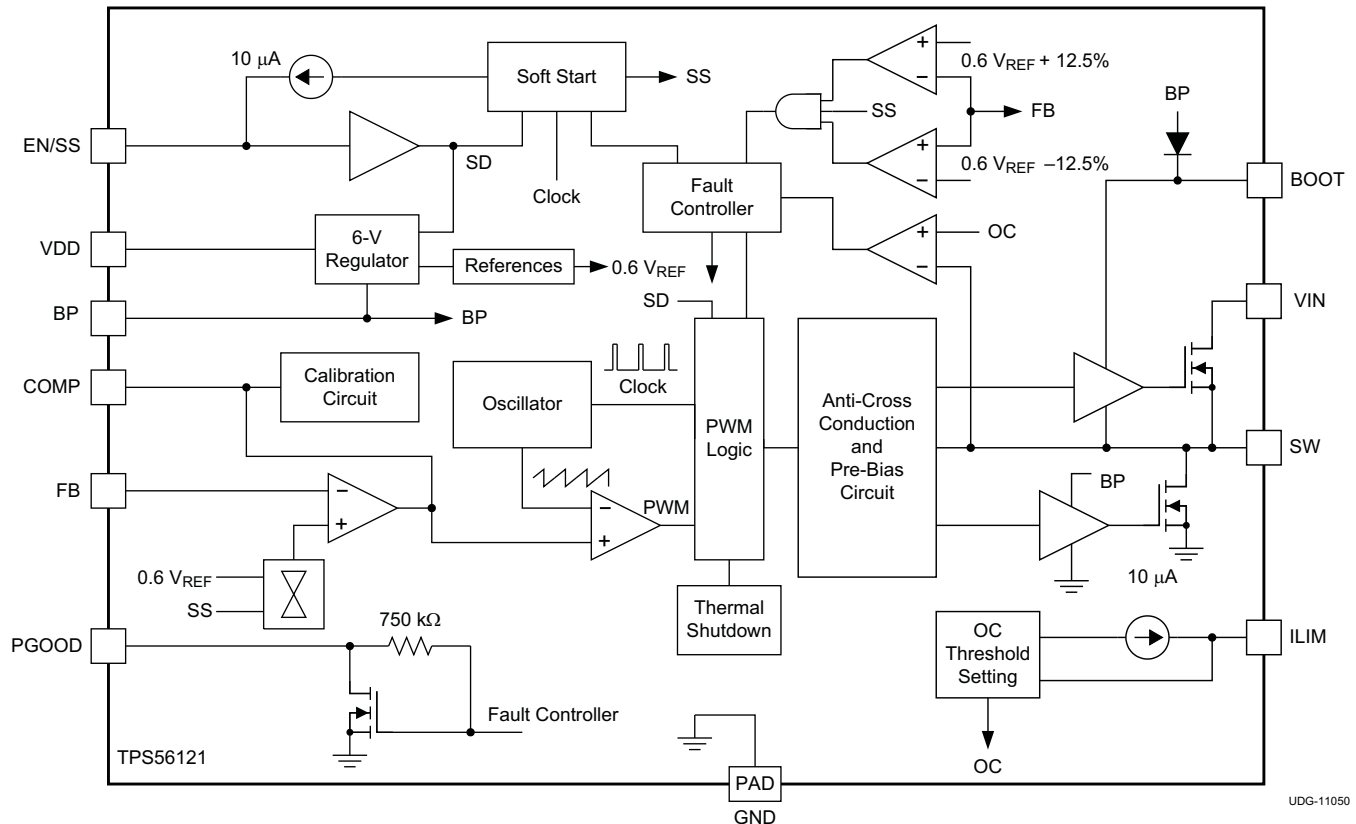 10 µA
Soft Start
SS
0.6 VREF + 12.5%
+
−
SS
FB
BP
EN/SS
SD
Clock
+
−
0.6 VREF −12.5%
BOOT
Fault
Controller
VDD
6-V
Regulator
References
0.6 VREF
+
−
OC
BP
BP
SD
VIN
COMP
Calibration
Circuit
Oscillator
Clock
PWM
Logic
Anti-Cross
Conduction
and
Pre-Bias
Circuit
SW
FB
−
+
PWM
−
+
BP
0.6 VREF
SS
10 µA
Thermal
Shutdown
PGOOD
750 kΩ
OC
Threshold
Setting
ILIM
Fault Controller
TPS56121
OC
PAD
GND
UDG-11050